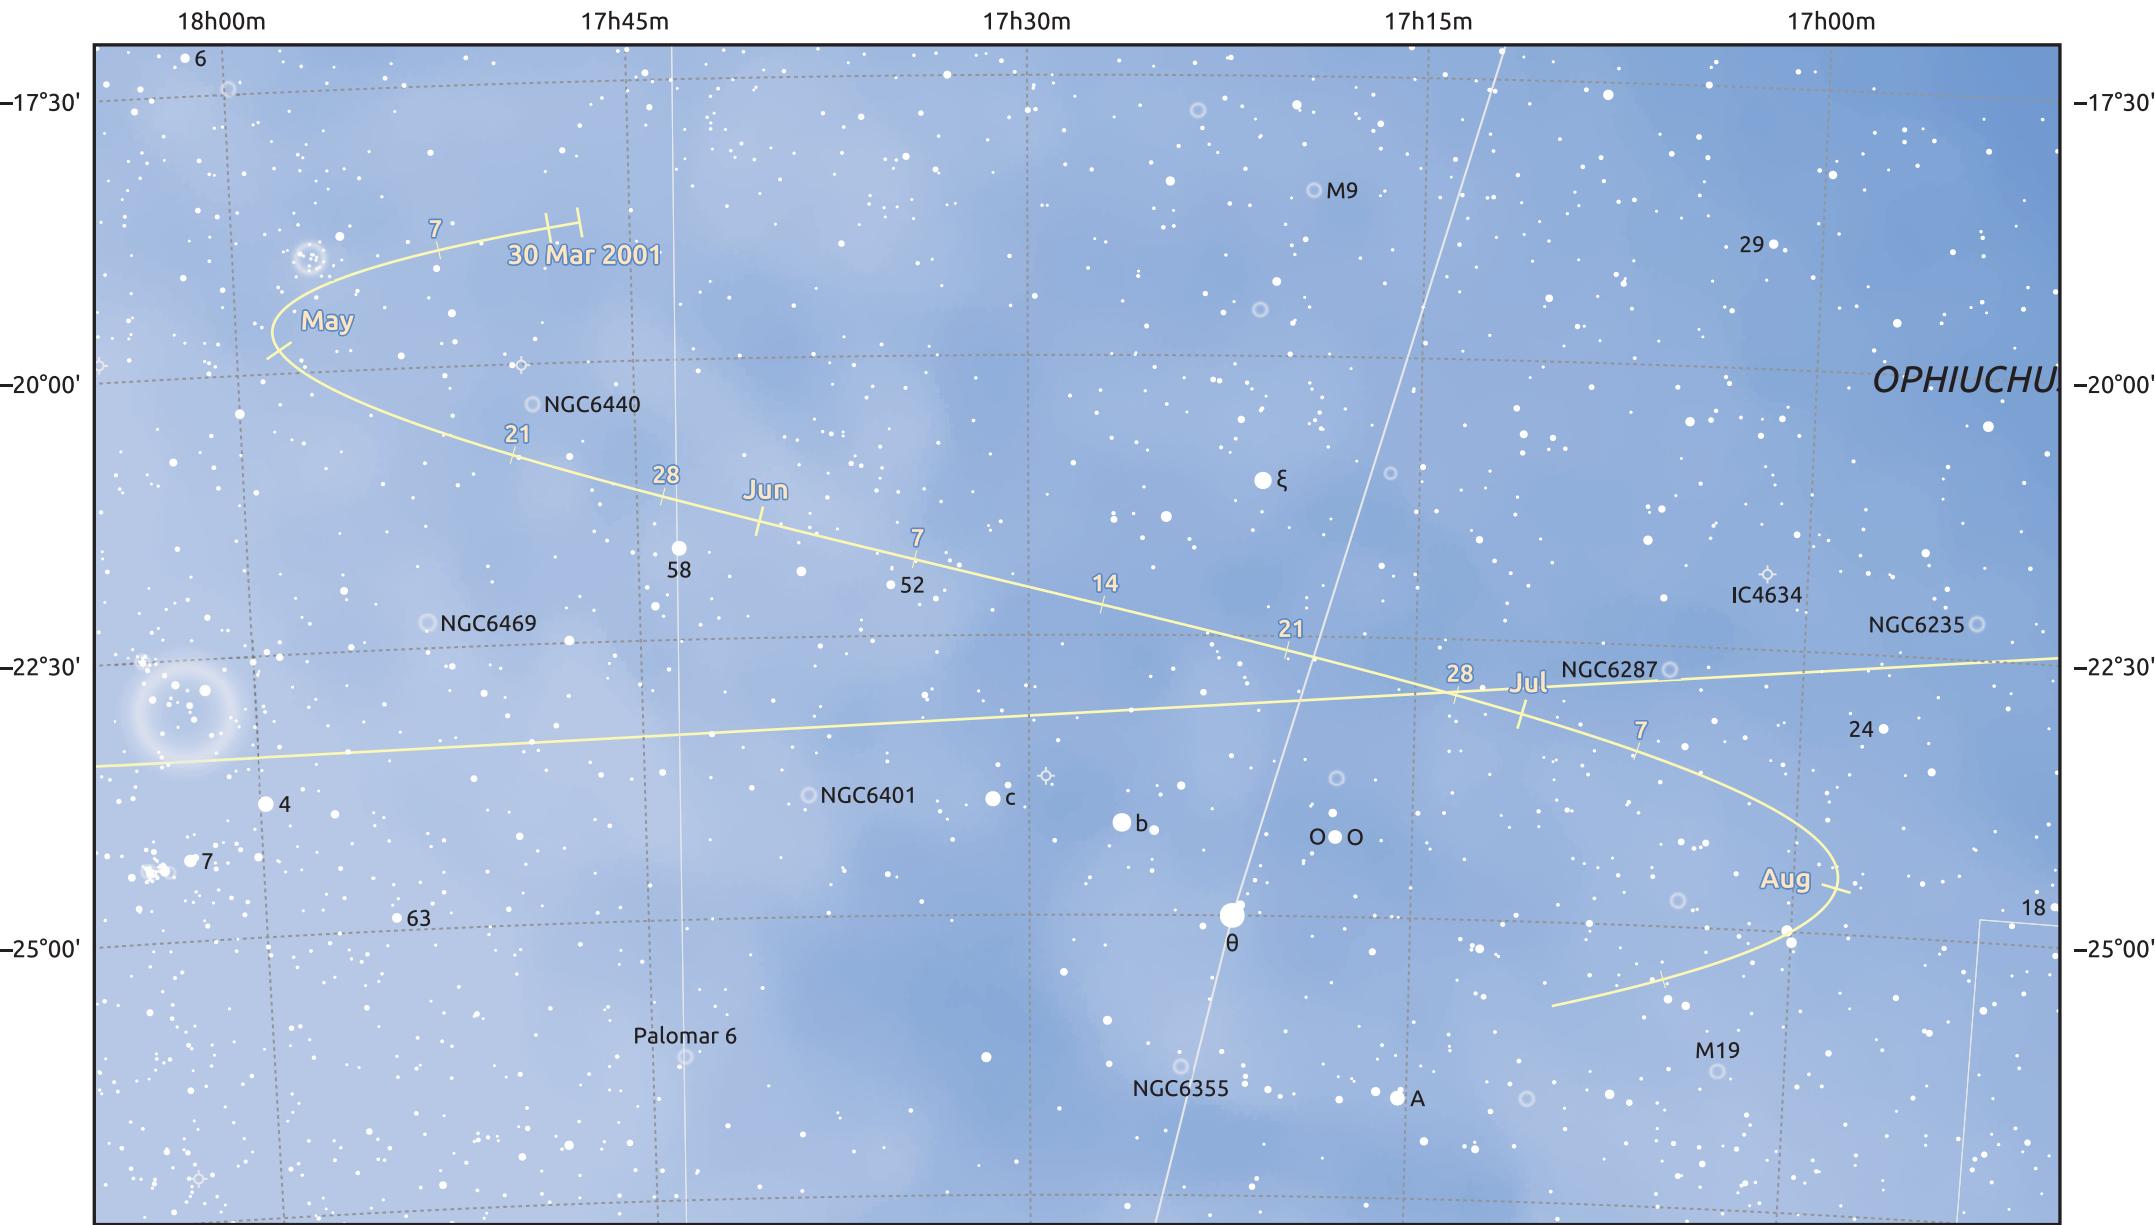 18h00m 17h45m 17h30m 17h15m 17h00m
6
−17°30' −17°30'
M9
7
29
30 Mar 2001
May
−20°00' OPHIUCHU −20°00'
NGC6440
21
28
ξ
Jun
7
58
52
14
IC4634
NGC6469
21
NGC6235
−22°30' −22°30'
NGC6287
28
Jul
7
24
NGC6401
c
4
b
O O
7
Aug
18
63
θ
−25°00' −25°00'
Palomar 6
M19
NGC6355
A